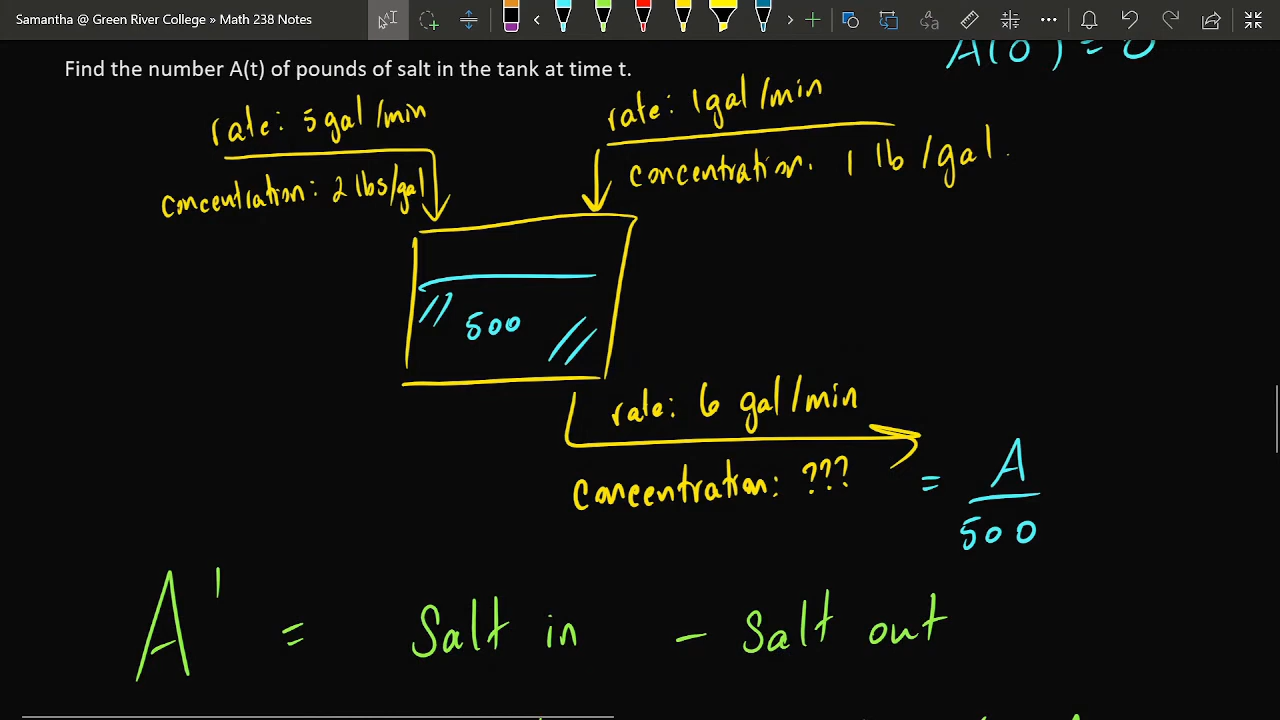 Samantha @ Green River College » Math 238 Notes
A(0) = 0
Find the number A(t) of pounds of salt in the tank at time t.
rate: 5 gal/min
rate: 1 gal/min
concentration: 2 lbs/gal
concentration. 1 lb/gal.
500
rate: 6 gal/min
concentration: ??? = A
500
A' = Salt in - Salt out